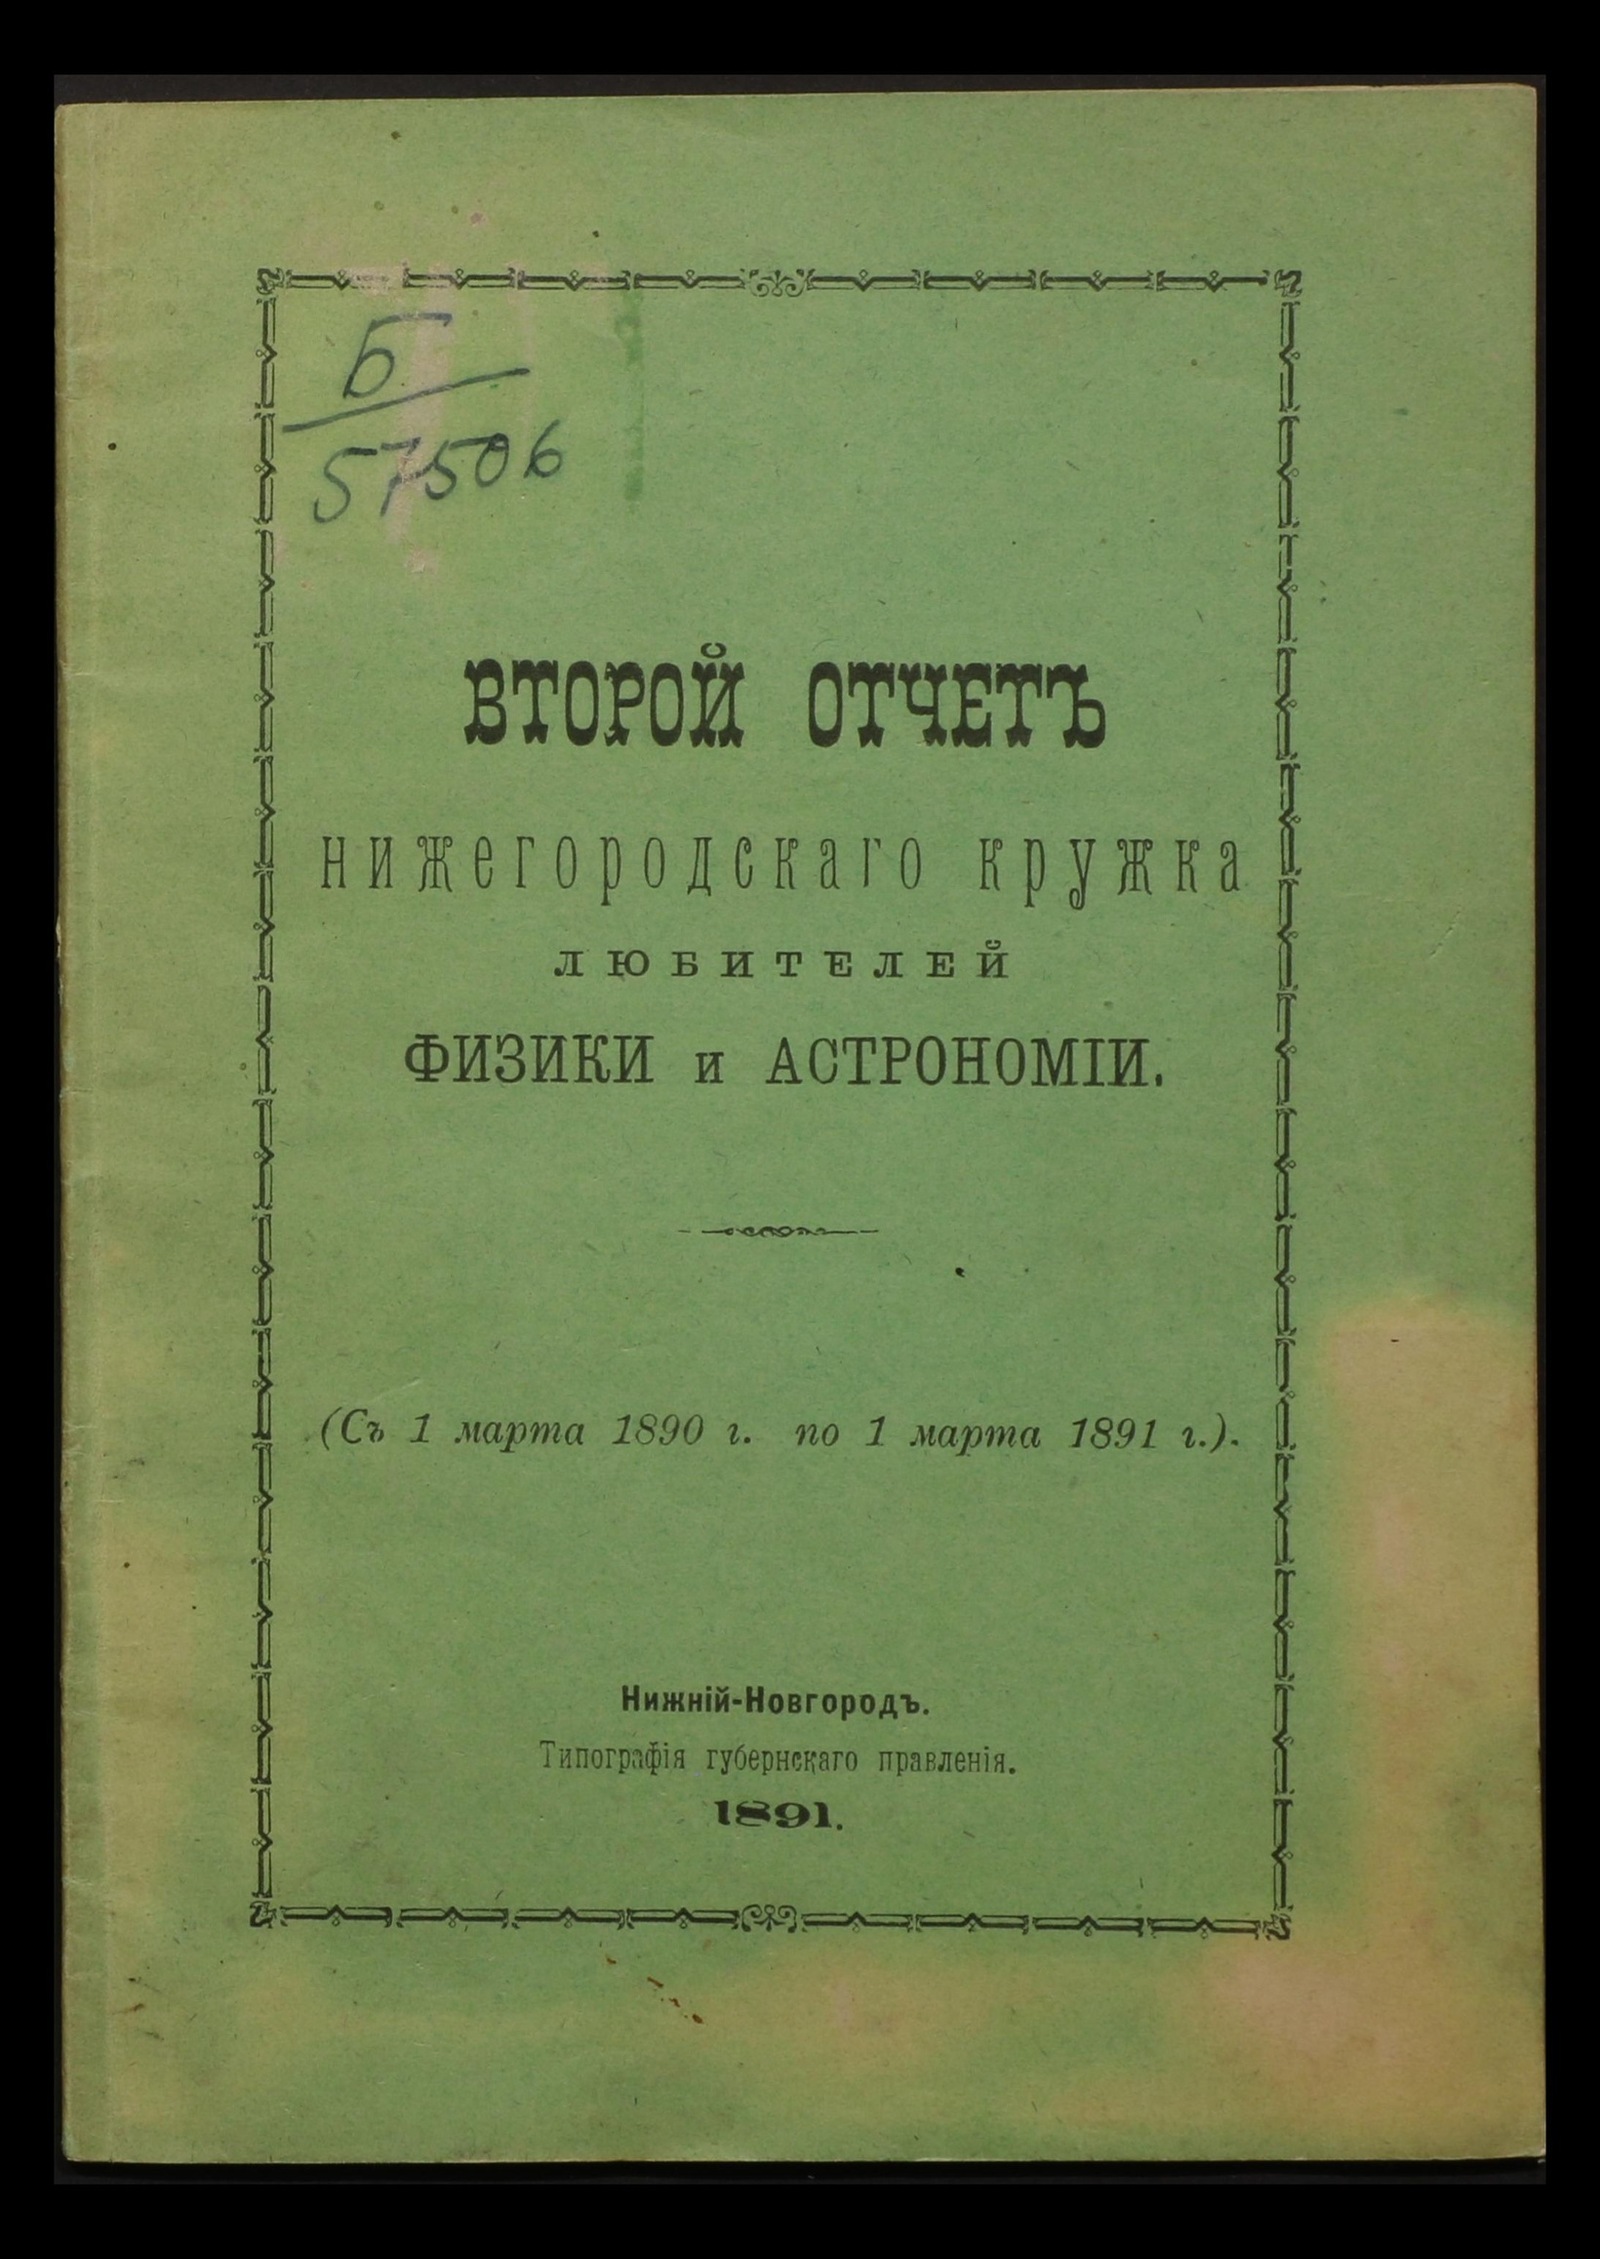 Б
57506
ВТОРОЙ ОТЧЕТЪ
нижегородскаго кружка
ЛЮБИТЕЛЕЙ
ФИЗИКИ и АСТРОНОМІИ.
(Съ 1 марта 1890 г. по 1 марта 1891 г.).
Нижній-Новгородъ.
Типографія губернскаго правленія.
1891.